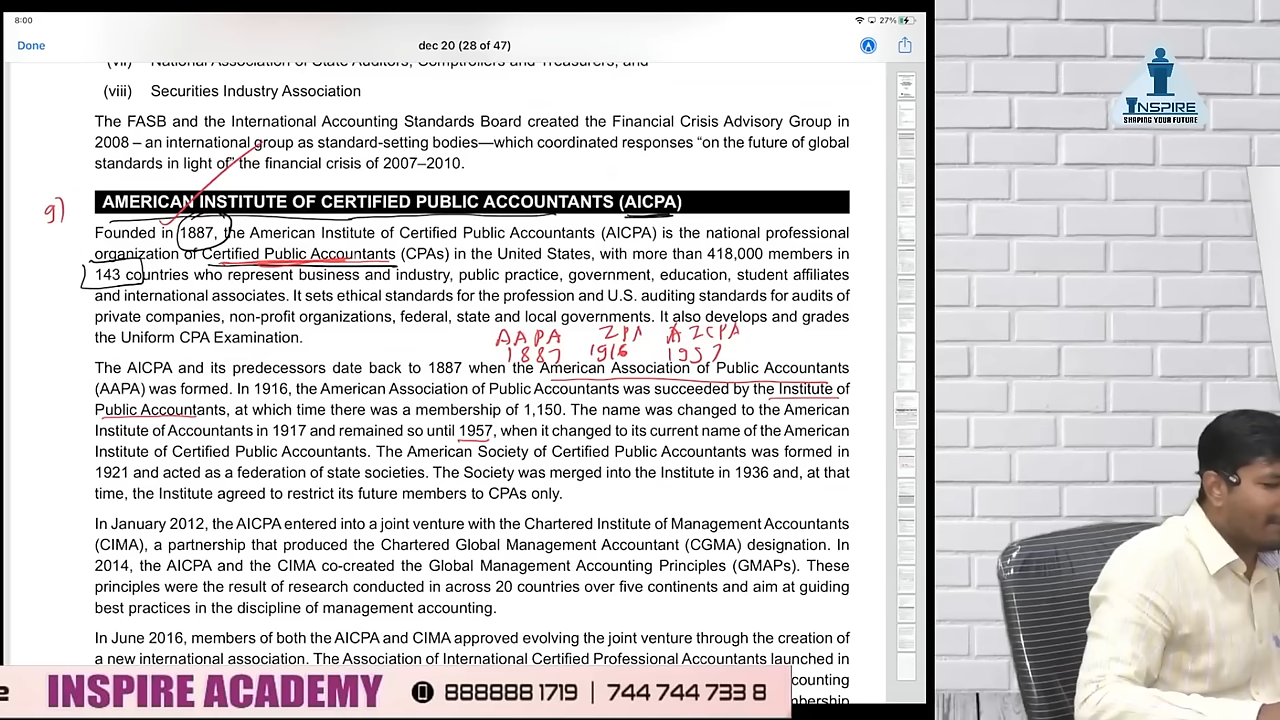 8:00
27%
Done
dec 20 (28 of 47)
(vii) National Association of State Auditors, Comptrollers and Treasurers; and
(viii) Securities Industry Association
The FASB and the International Accounting Standards Board created the Financial Crisis Advisory Group in
2008 – an international group as standard-setting bodies—which coordinated responses “on the future of global
standards in light of” the financial crisis of 2007–2010.
9)
AMERICAN INSTITUTE OF CERTIFIED PUBLIC ACCOUNTANTS (AICPA)
Founded in 1887, the American Institute of Certified Public Accountants (AICPA) is the national professional
organization of Certified Public Accountants (CPAs) in the United States, with more than 418,000 members in
143 countries who represent business and industry, public practice, government, education, student affiliates
and international associates. It sets ethical standards for the profession and U.S. auditing standards for audits of
private companies, non-profit organizations, federal, state and local governments. It also develops and grades
the Uniform CPA Examination.
AAPA IPA AICPA
1887 1916 1957
The AICPA and its predecessors date back to 1887 when the American Association of Public Accountants
(AAPA) was formed. In 1916, the American Association of Public Accountants was succeeded by the Institute of
Public Accountants, at which time there was a membership of 1,150. The name was changed to the American
Institute of Accountants in 1917 and remained so until 1957, when it changed to its current name of the American
Institute of Certified Public Accountants. The American Society of Certified Public Accountants was formed in
1921 and acted as a federation of state societies. The Society was merged into the Institute in 1936 and, at that
time, the Institute agreed to restrict its future members to CPAs only.
In January 2012, the AICPA entered into a joint venture with the Chartered Institute of Management Accountants
(CIMA), a partnership that produced the Chartered Global Management Accountant (CGMA) designation. In
2014, the AICPA and the CIMA co-created the Global Management Accounting Principles (GMAPs). These
principles were the result of research conducted in across 20 countries over five continents and aim at guiding
best practices in the discipline of management accounting.
In June 2016, members of both the AICPA and CIMA approved evolving the joint venture through the creation of
a new international association. The Association of International Certified Professional Accountants launched in
counting
bership
INSPIRE ACADEMY 888888 1719 | 744 744 733 8
INSPIRE
SHAPING YOUR FUTURE